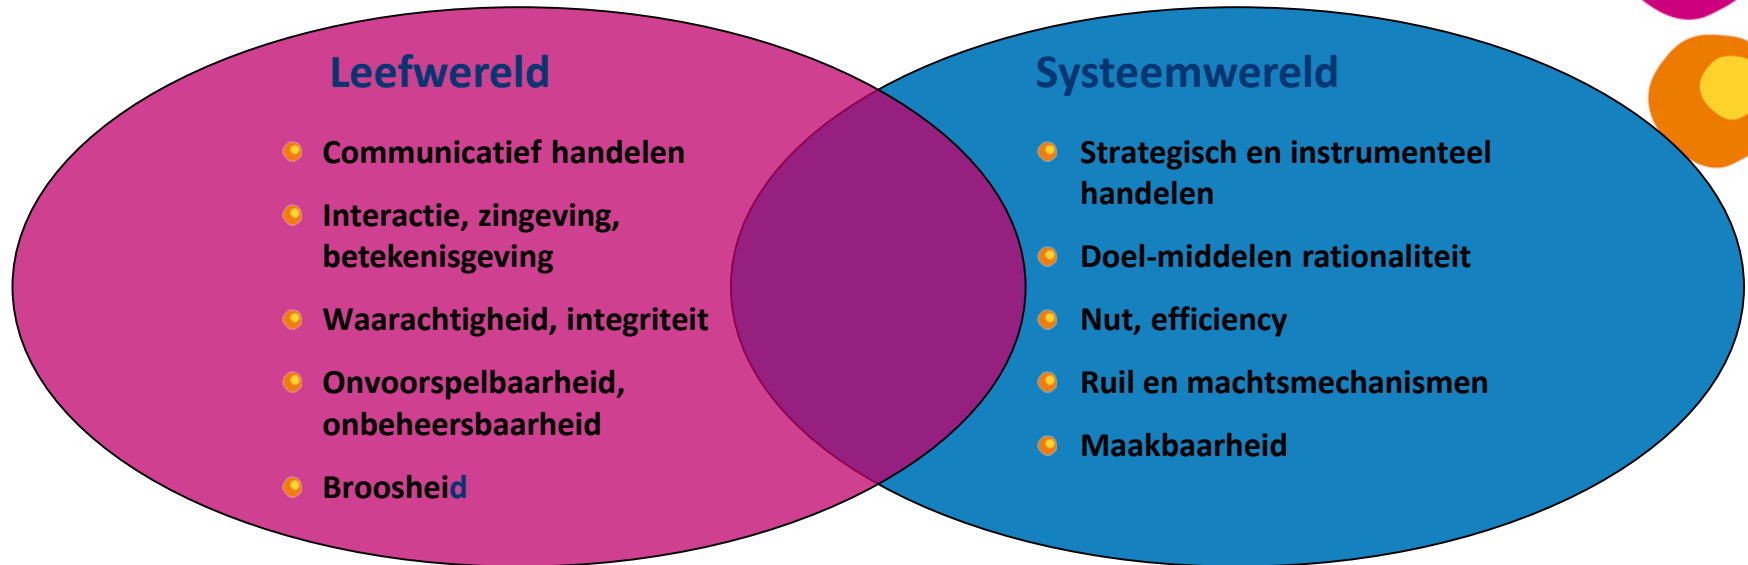 Leefwereld
Communicatief handelen
Interactie, zingeving,
betekenisgeving
Waarachtigheid, integriteit
Onvoorspelbaarheid,
onbeheersbaarheid
Broosheid
Systeemwereld
Strategisch en instrumenteel
handelen
Doel-middelen rationaliteit
Nut, efficiency
Ruil en machtsmechanismen
Maakbaarheid